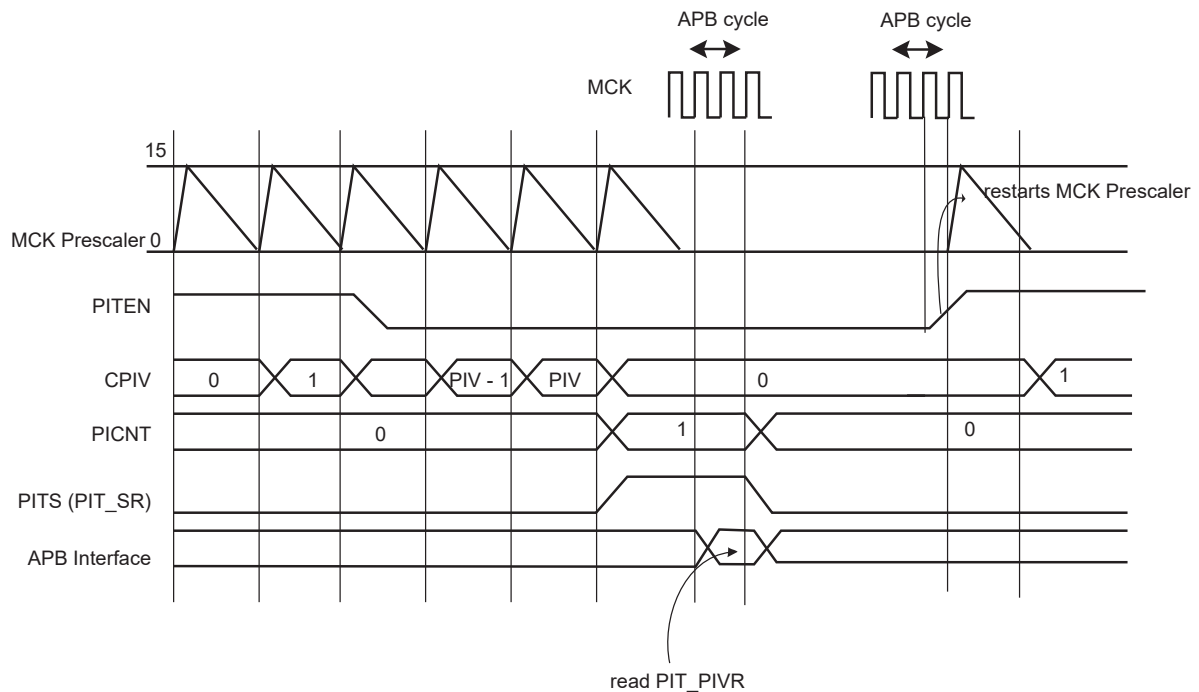 APB cycle APB cycle
MCK
15
restarts MCK Prescaler
MCK Prescaler 0
PITEN
CPIV 0 1 PIV - 1 PIV 0 1
PICNT 0 1 0
PITS (PIT_SR)
APB Interface
read PIT_PIVR